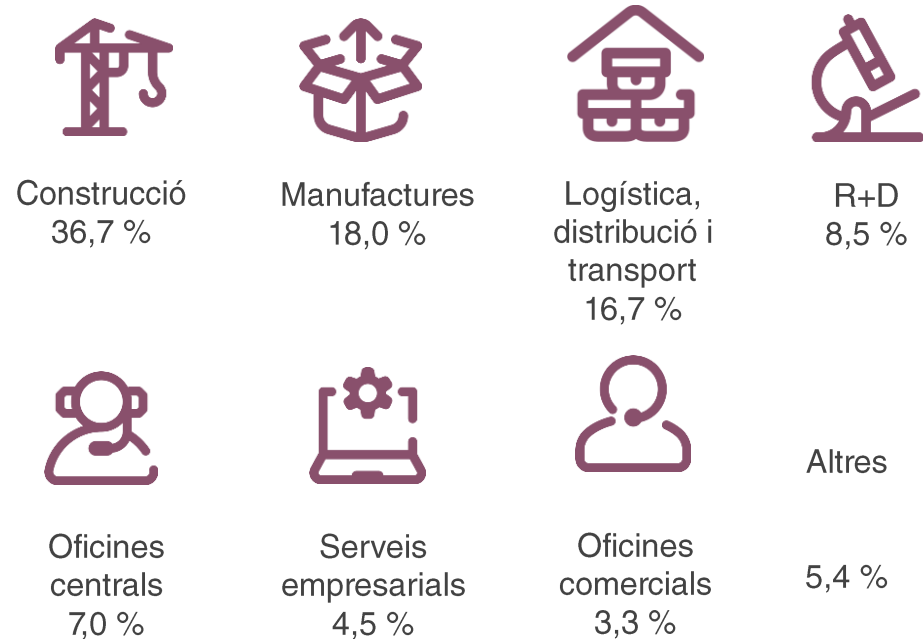 Construcció
36,7 %
Manufactures
18,0 %
Logística,
distribució i
transport
16,7 %
R+D
8,5 %
Oficines
centrals
7,0 %
Serveis
empresarials
4,5 %
Oficines
comercials
3,3 %
Altres
5,4 %